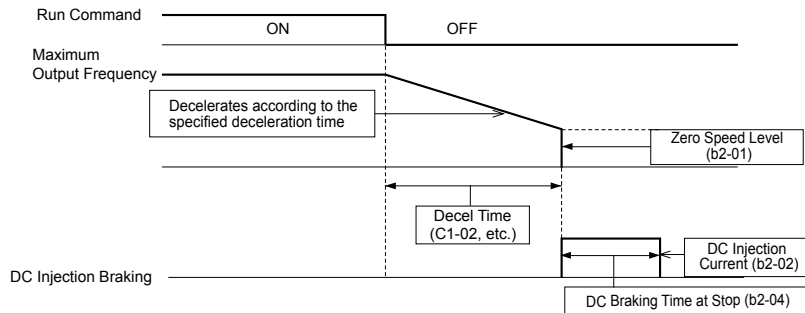 Run Command
ON
OFF
Maximum
Output Frequency
Decelerates according to the
specified deceleration time
Zero Speed Level
(b2-01)
Decel Time
(C1-02, etc.)
DC Injection
Current (b2-02)
DC Injection Braking
DC Braking Time at Stop (b2-04)